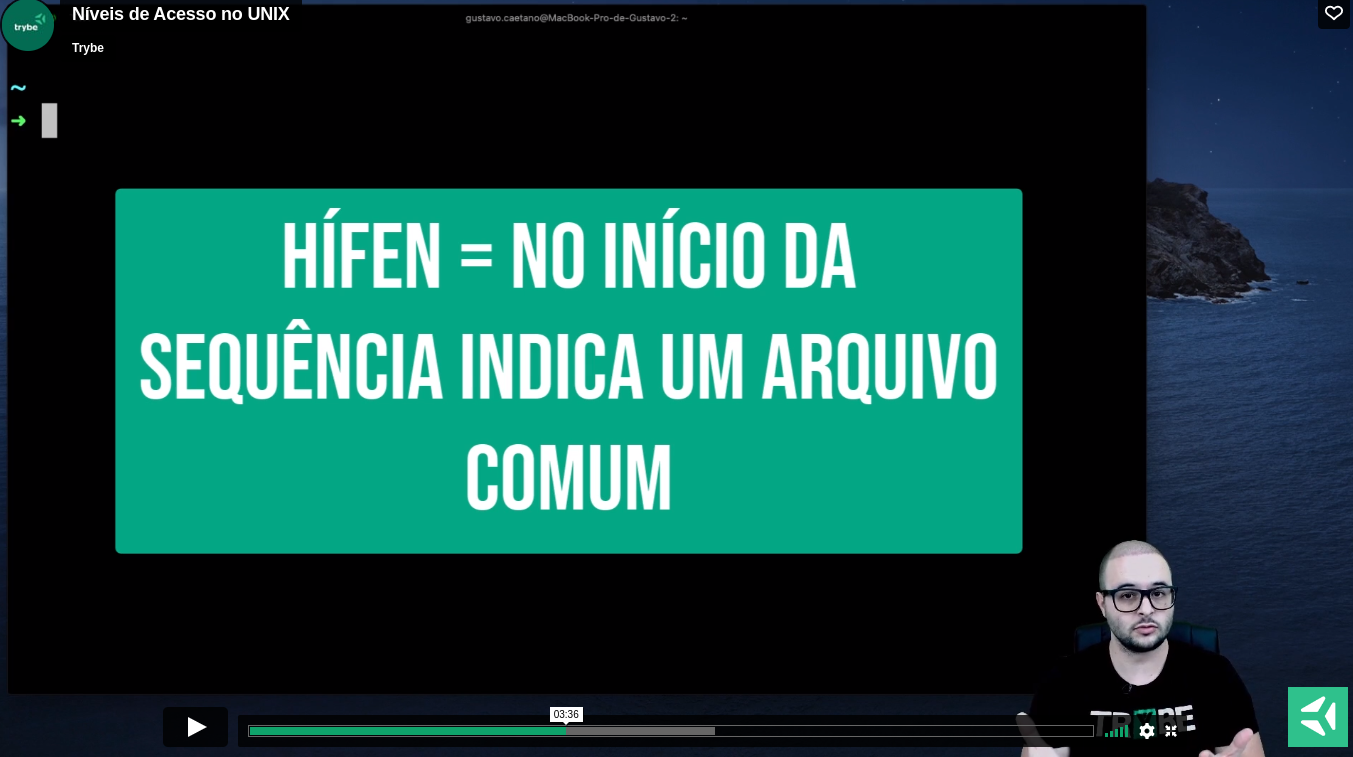 Níveis de Acesso no UNIX
gustavo.caetano@MacBook-Pro-de-Gustavo-2: ~
trybe
Trybe
~
➜
HÍFEN = NO INÍCIO DA
SEQUÊNCIA INDICA UM ARQUIVO
COMUM
03:36
TRYBE